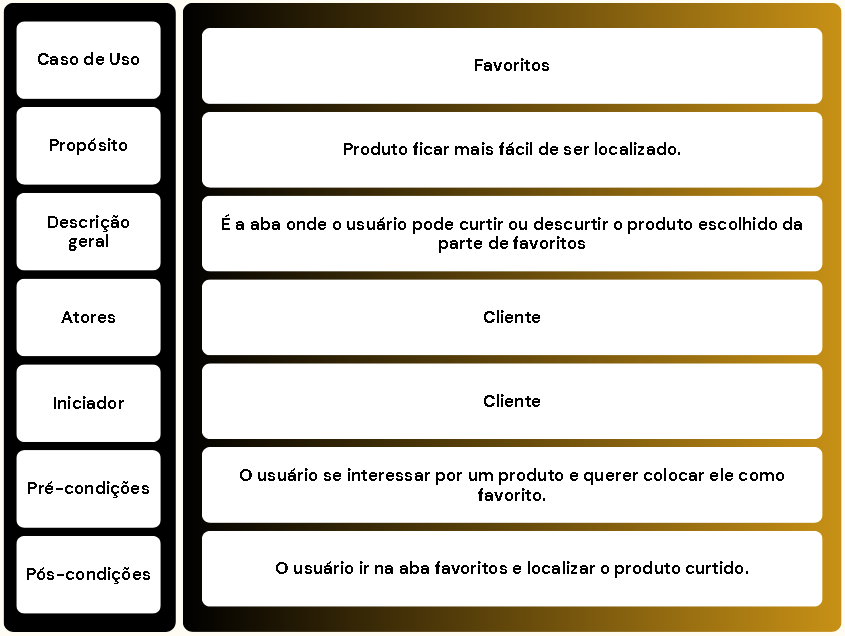 Caso de Uso
Favoritos
Propósito
Produto ficar mais fácil de ser localizado.
Descrição
geral
É a aba onde o usuário pode curtir ou descurtir o produto escolhido da
parte de favoritos
Atores
Cliente
Iniciador
Cliente
Pré-condições
O usuário se interessar por um produto e querer colocar ele como
favorito.
Pós-condições
O usuário ir na aba favoritos e localizar o produto curtido.